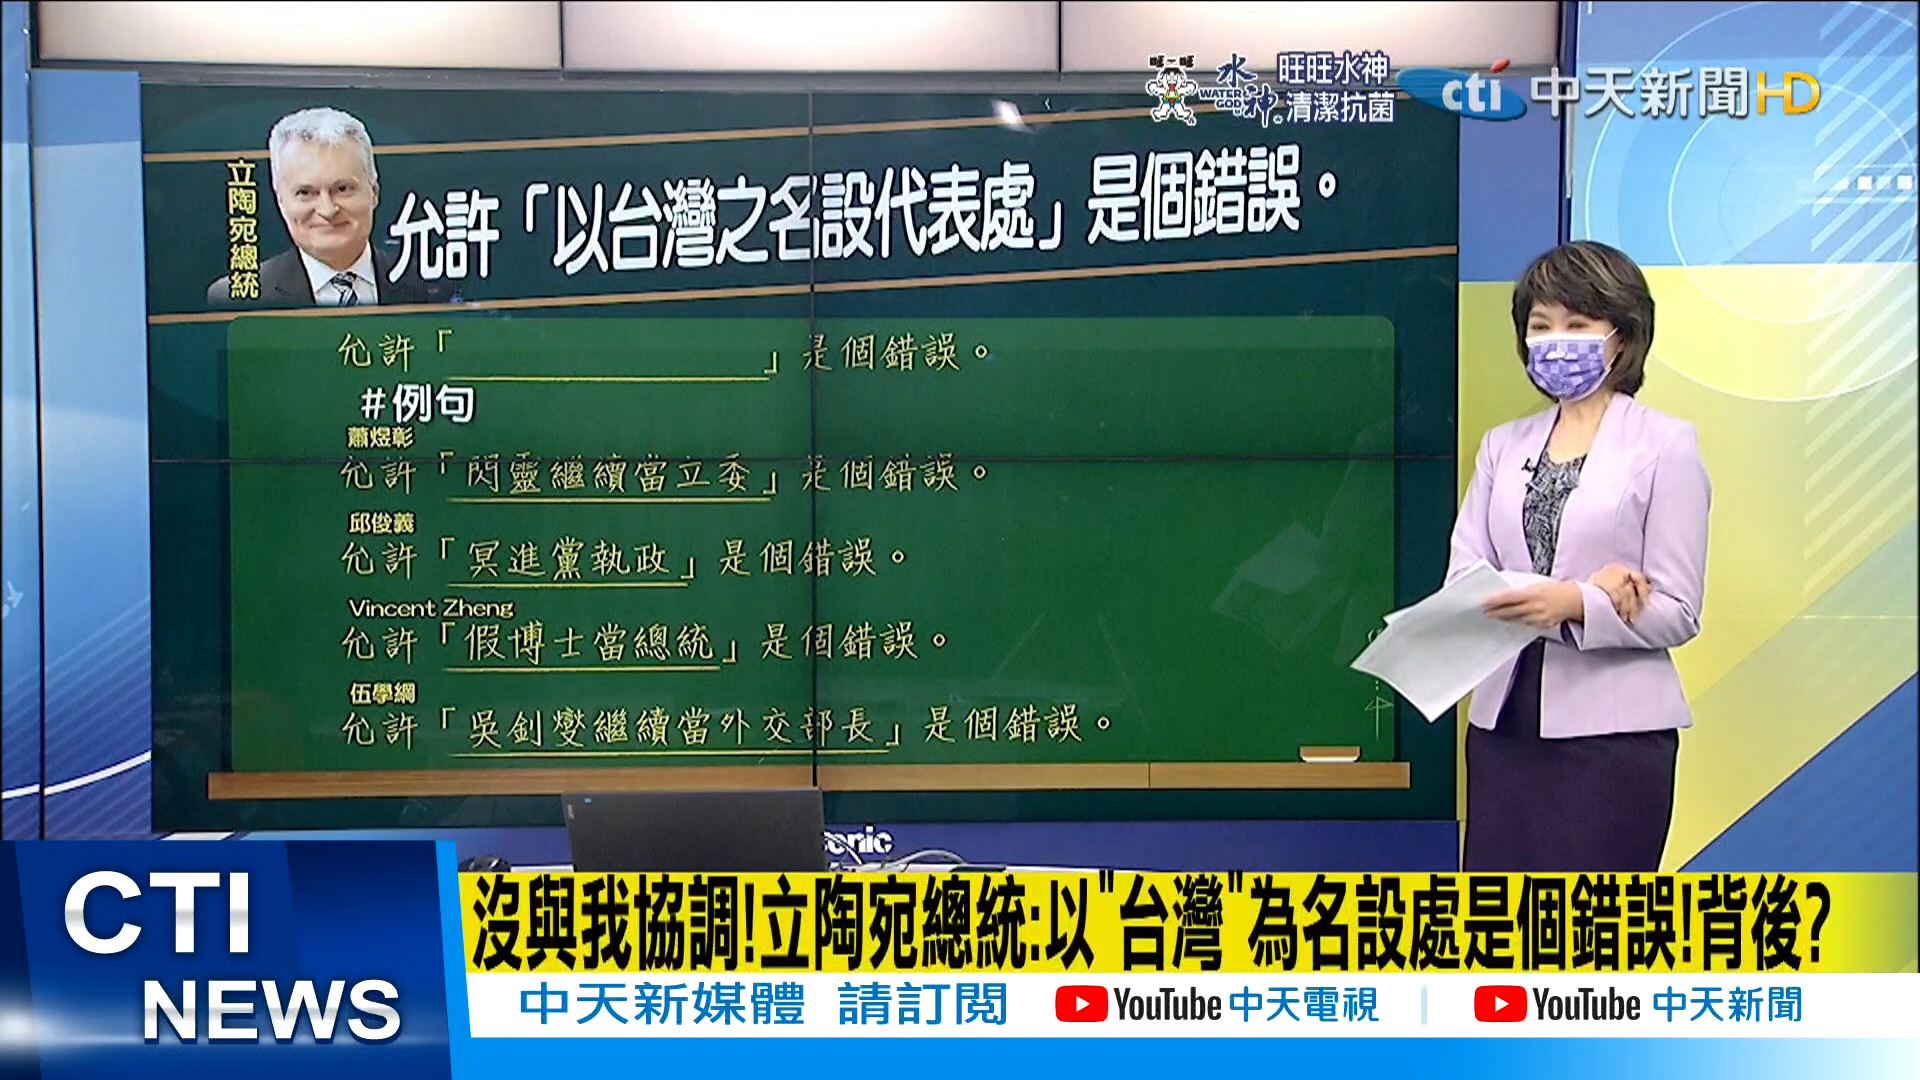 旺旺水神
水神
WATER GOD
清潔抗菌
cti 中天新聞HD
立陶宛總統
允許「以台灣之名設代表處」是個錯誤。
允許「 」是個錯誤。
#例句
蕭煜彰
允許「閃靈繼續當立委」是個錯誤。
邱俊義
允許「冥進黨執政」是個錯誤。
Vincent Zheng
允許「假博士當總統」是個錯誤。
伍學綱
允許「吳釗燮繼續當外交部長」是個錯誤。
CTI NEWS
沒與我協調!立陶宛總統:以"台灣"為名設處是個錯誤!背後?
中天新媒體 請訂閱 YouTube 中天電視 | YouTube 中天新聞